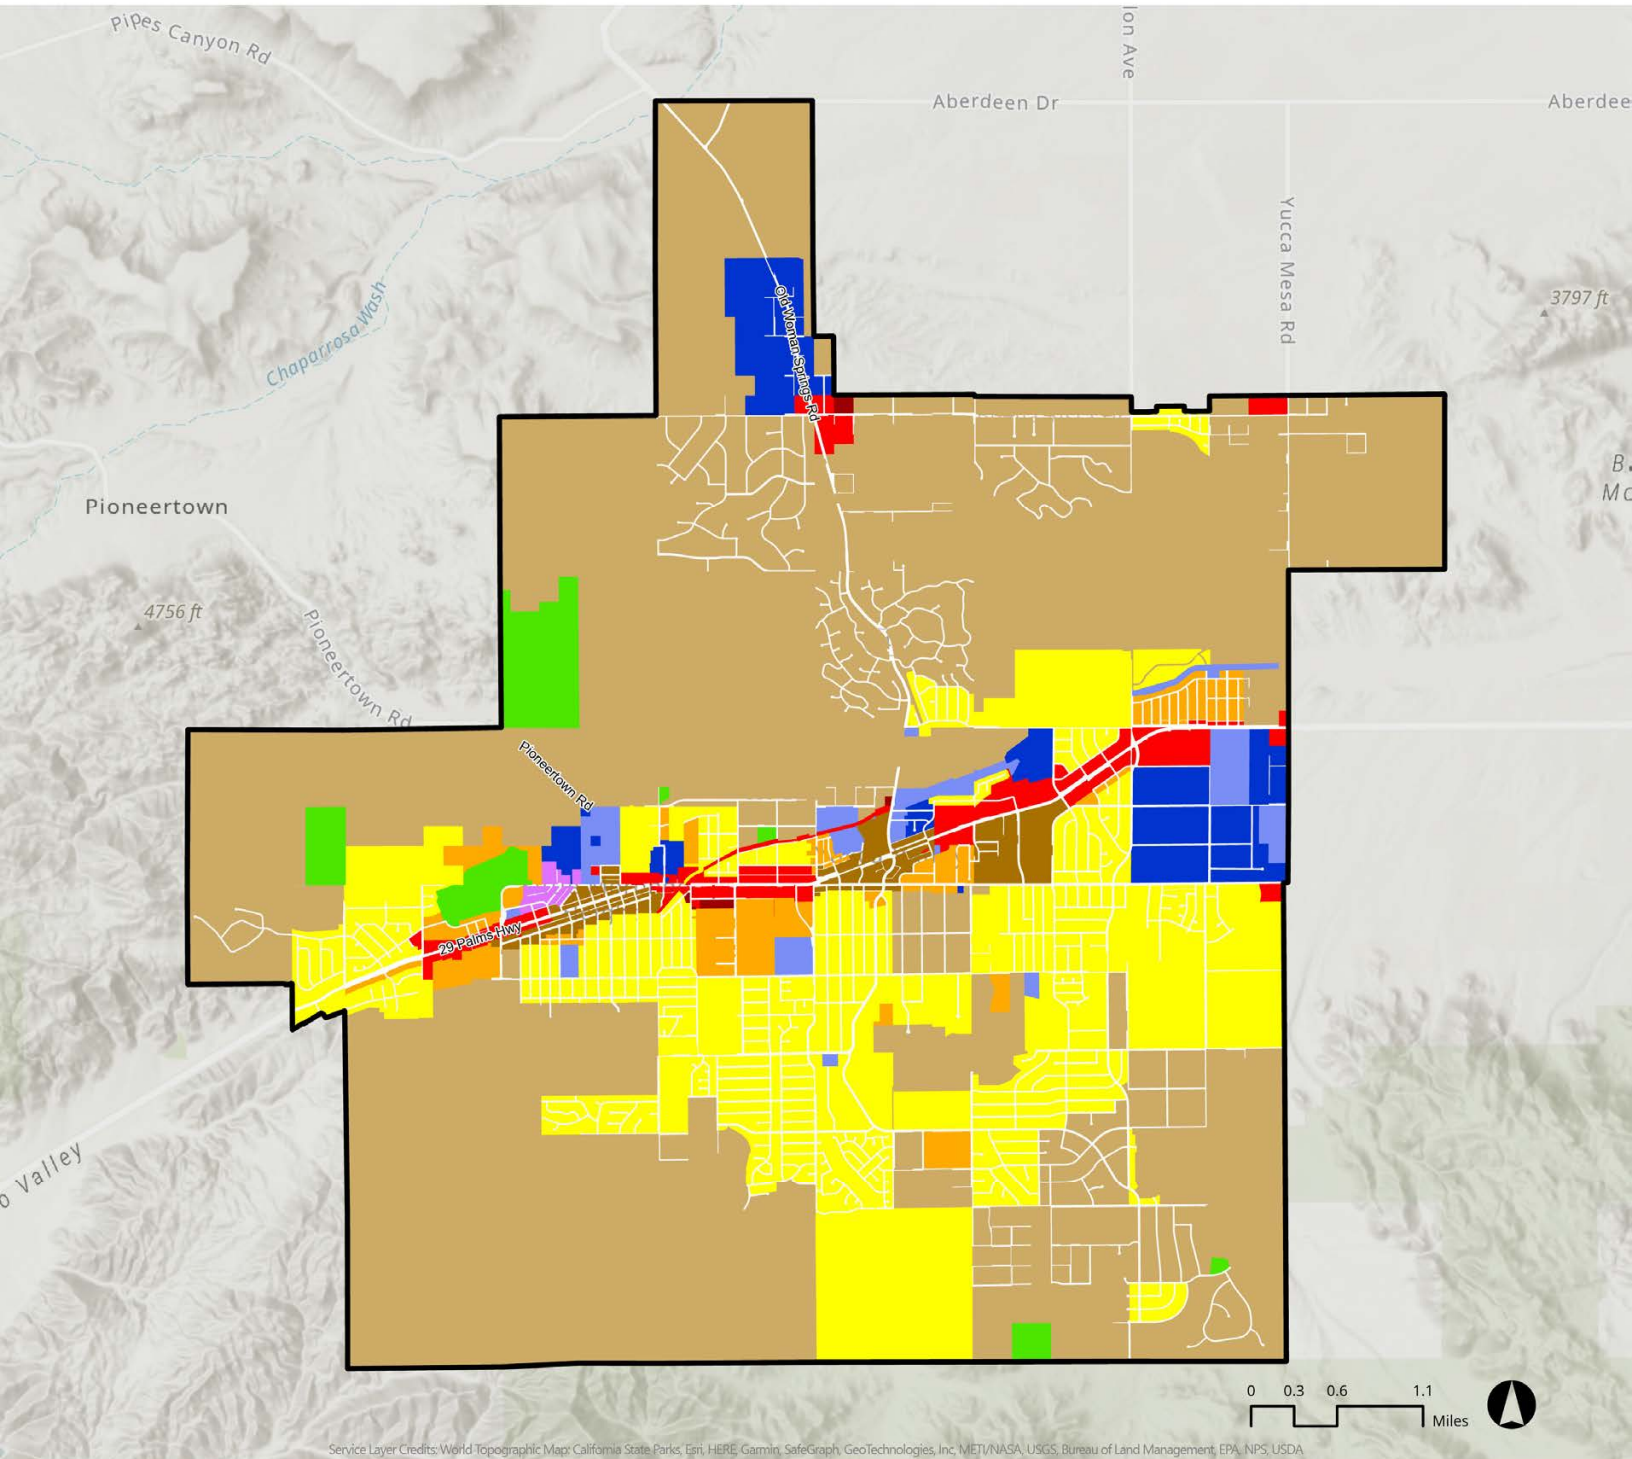 Pipes Canyon Rd
lon Ave
Aberdeen Dr
Aberdee
Yucca Mesa Rd
3797 ft
Chaparrosa Wash
Old Woman Springs Rd
B.
Mo
Pioneertown
4756 ft
Pioneertown Rd
Pioneertown Rd
29 Palms Hwy
o Valley
0 0.3 0.6 1.1
Miles
Service Layer Credits: World Topographic Map: California State Parks, Esri, HERE, Garmin, SafeGraph, GeoTechnologies, Inc, METI/NASA, USGS, Bureau of Land Management, EPA, NPS, USDA